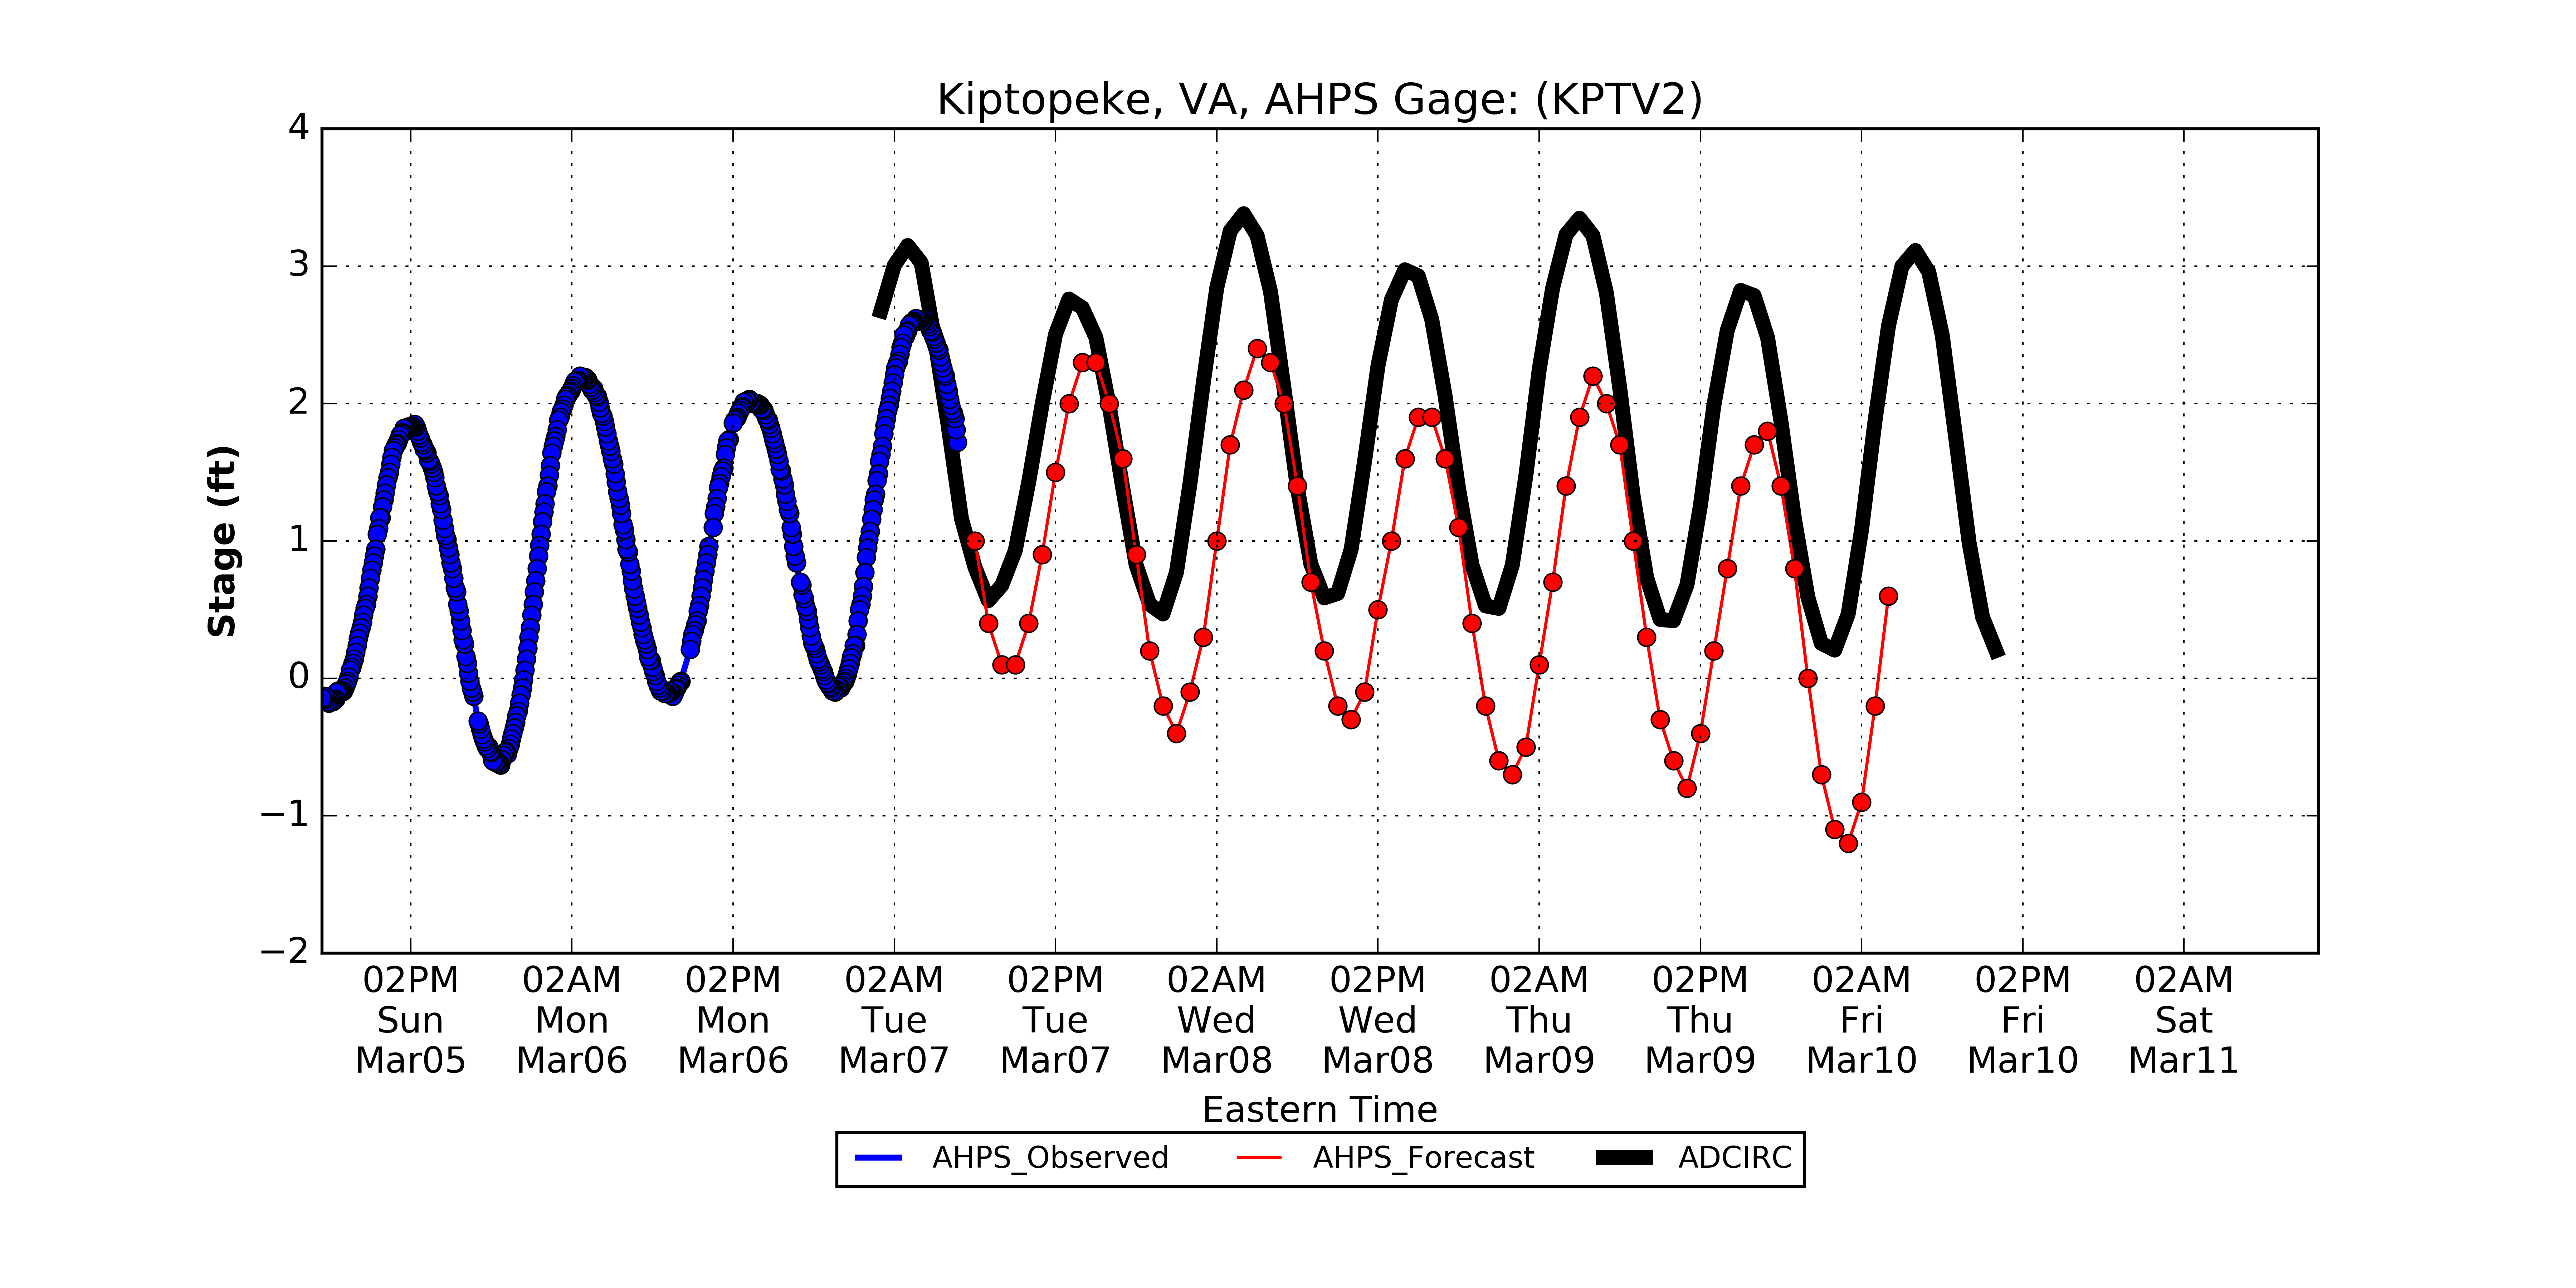 Kiptopeke, VA, AHPS Gage: (KPTV2)
Stage (ft)
4
3
2
1
0
−1
−2
02PM 02AM 02PM 02AM 02PM 02AM 02PM 02AM 02PM 02AM 02PM 02AM
Sun Mon Mon Tue Tue Wed Wed Thu Thu Fri Fri Sat
Mar05 Mar06 Mar06 Mar07 Mar07 Mar08 Mar08 Mar09 Mar09 Mar10 Mar10 Mar11
Eastern Time
AHPS_Observed AHPS_Forecast ADCIRC